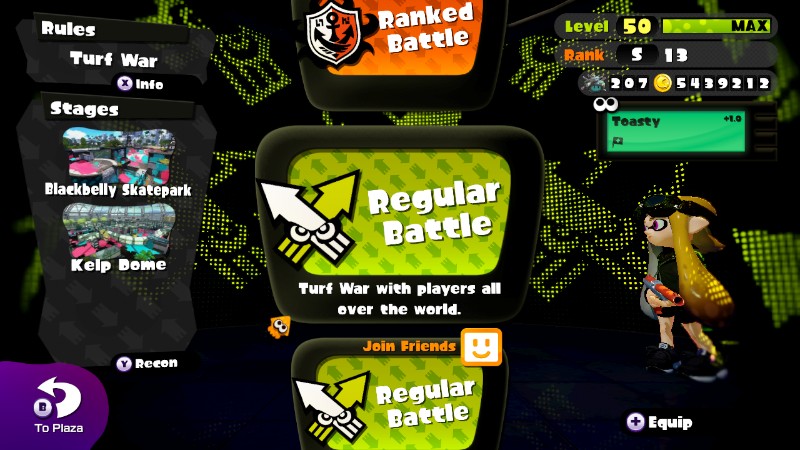 Rules
Turf War
X Info
Stages
Blackbelly Skatepark
Kelp Dome
Y Recon
B
To Plaza
Ranked
Battle
Regular
Battle
Turf War with players all
over the world.
Join Friends
Regular
Battle
Level 50 MAX
Rank S 13
207 5439212
Toasty +1.0
+ Equip